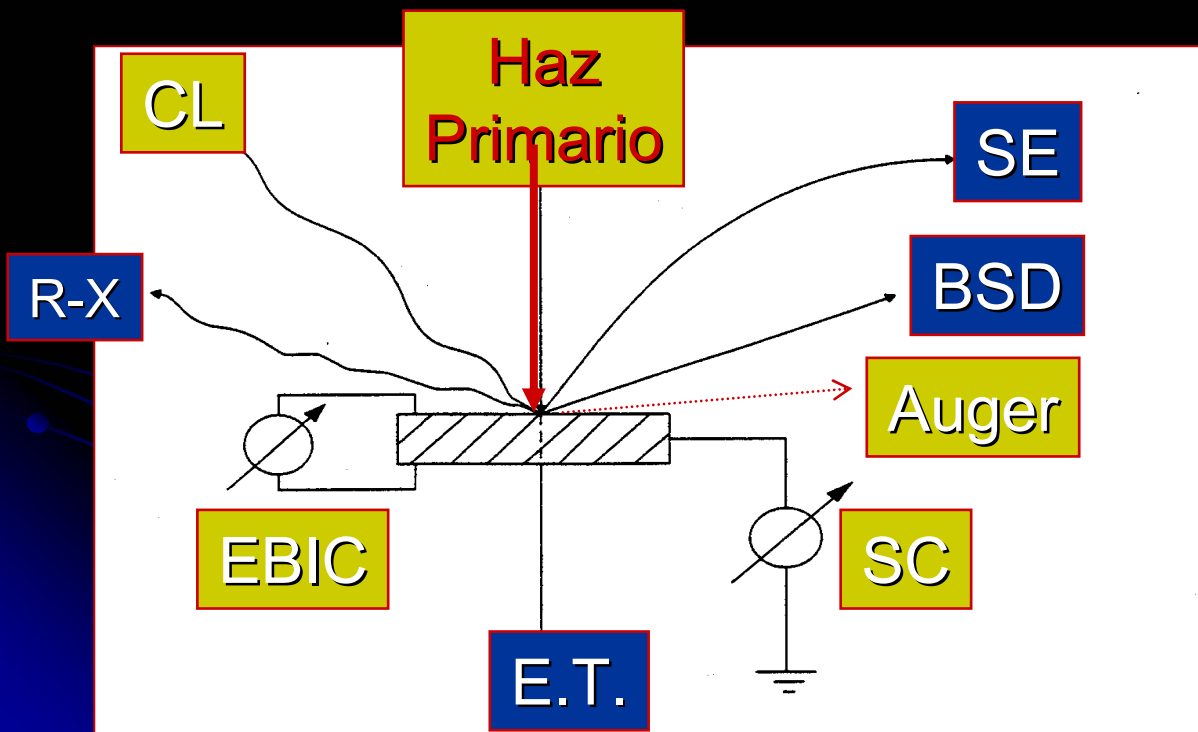 Haz
Primario
CL
SE
BSD
R-X
Auger
EBIC
SC
E.T.